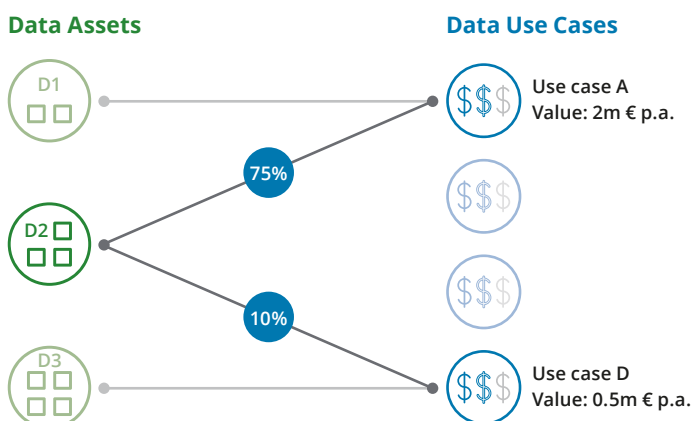 Data Assets
Data Use Cases
D1
$$$
Use case A
Value: 2m € p.a.
75%
$$$
D2
$$$
10%
D3
$$$
Use case D
Value: 0.5m € p.a.